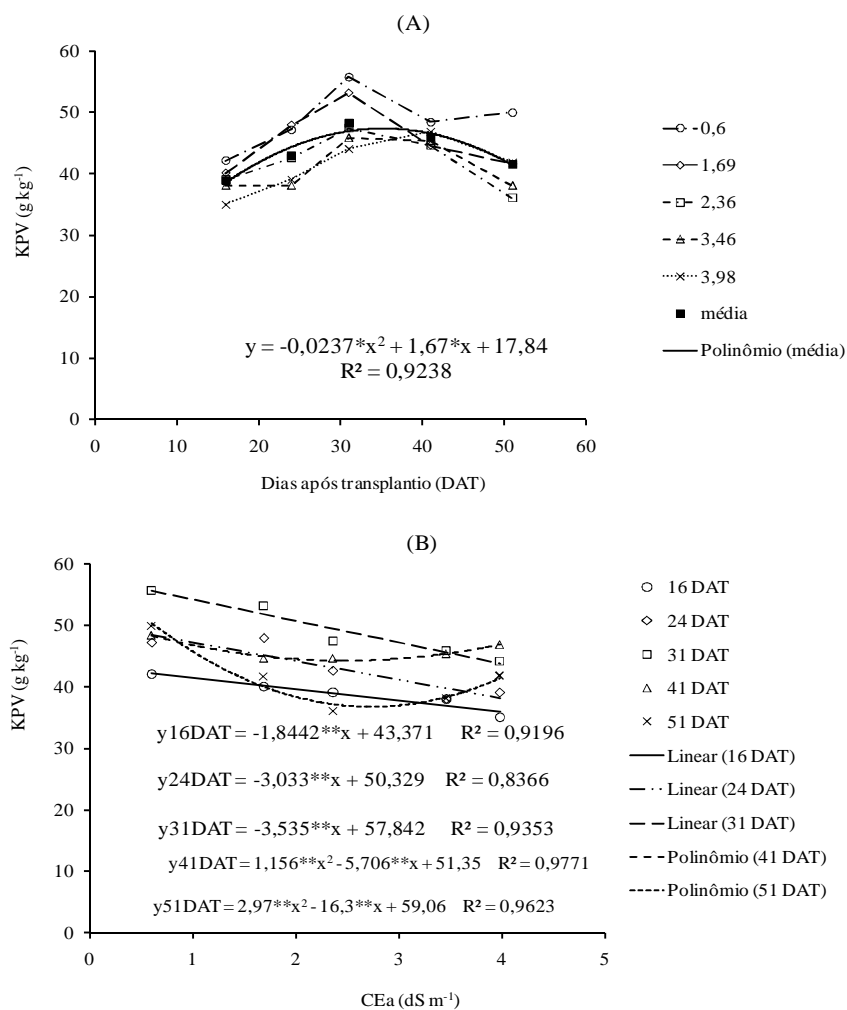 (A)
60
50
40
30
20
10
0
KPV (g kg⁻¹)
y = -0,0237*x² + 1,67*x + 17,84
R² = 0,9238
0 10 20 30 40 50 60
Dias após transplantio (DAT)
0,6
1,69
2,36
3,46
3,98
média
Polinômio (média)
(B)
60
50
40
30
20
10
0
KPV (g kg⁻¹)
y16DAT = -1,8442**x + 43,371 R² = 0,9196
y24DAT = -3,033**x + 50,329 R² = 0,8366
y31DAT = -3,535**x + 57,842 R² = 0,9353
y41DAT = 1,156**x² - 5,706**x + 51,35 R² = 0,9771
y51DAT = 2,97**x² - 16,3**x + 59,06 R² = 0,9623
0 1 2 3 4 5
CEa (dS m⁻¹)
16 DAT
24 DAT
31 DAT
41 DAT
51 DAT
Linear (16 DAT)
Linear (24 DAT)
Linear (31 DAT)
Polinômio (41 DAT)
Polinômio (51 DAT)